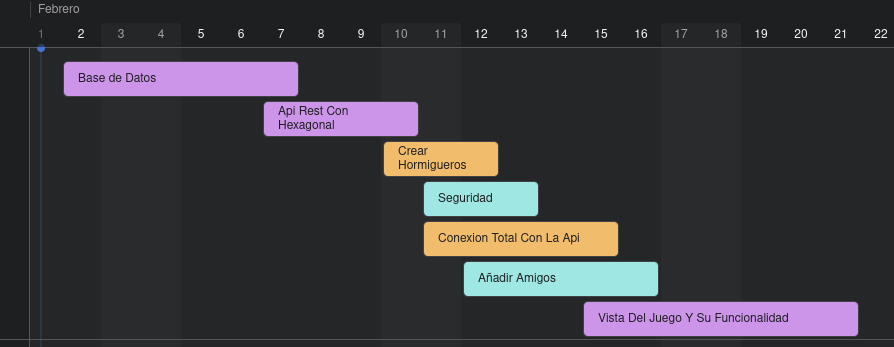 Febrero
1 2 3 4 5 6 7 8 9 10 11 12 13 14 15 16 17 18 19 20 21 22
Base de Datos
Api Rest Con
Hexagonal
Crear
Hormigueros
Seguridad
Conexion Total Con La Api
Añadir Amigos
Vista Del Juego Y Su Funcionalidad